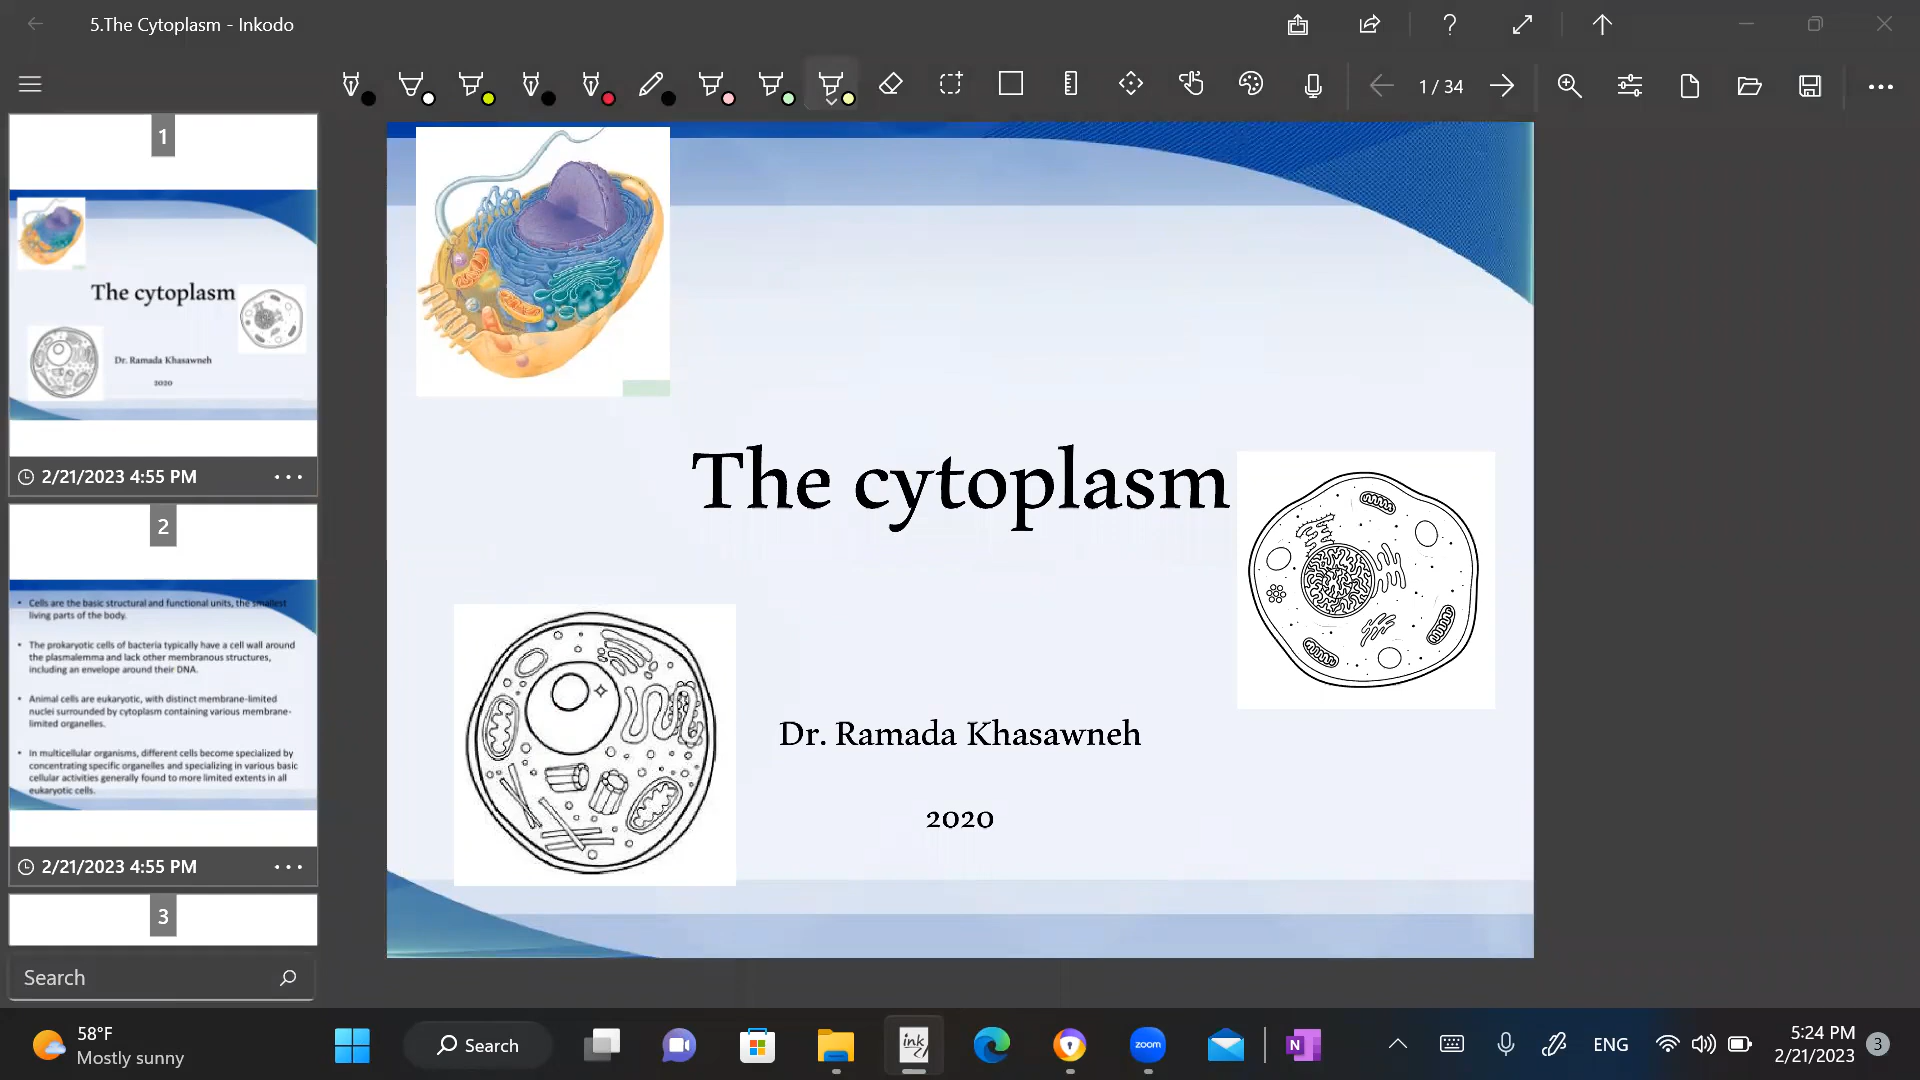 5.The Cytoplasm - Inkodo
1 / 34
1
The cytoplasm
Dr. Ramada Khasawneh
2020
2/21/2023 4:55 PM
2
• Cells are the basic structural and functional units, the smallest
living parts of the body.
• The prokaryotic cells of bacteria typically have a cell wall around
the plasmalemma and lack other membranous structures,
including an envelope around their DNA.
• Animal cells are eukaryotic, with distinct membrane-limited
nuclei surrounded by cytoplasm containing various membrane-
limited organelles.
• In multicellular organisms, different cells become specialized by
concentrating specific organelles and specializing in various basic
cellular activities generally found to more limited extents in all
eukaryotic cells.
2/21/2023 4:55 PM
3
Search
The cytoplasm
Dr. Ramada Khasawneh
2020
58°F
Mostly sunny
Search
ink
zoom
N
ENG
5:24 PM
2/21/2023
3